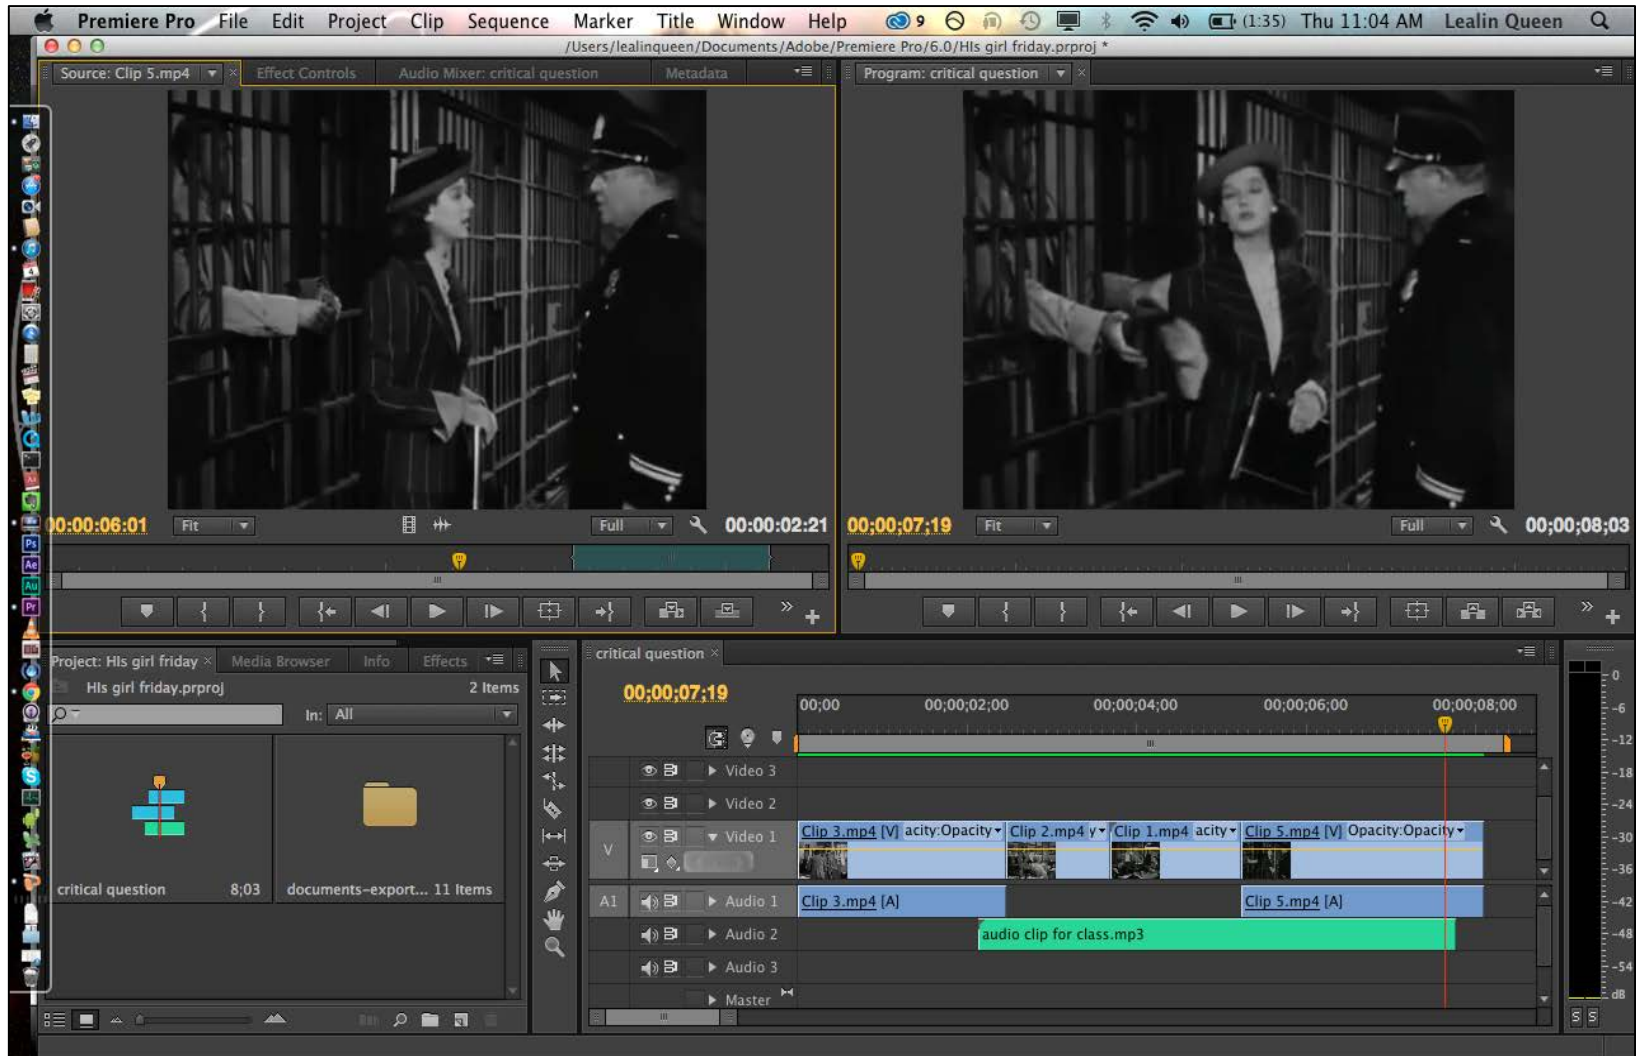 Premiere Pro File Edit Project Clip Sequence Marker Title Window Help 9 (1:35) Thu 11:04 AM Lealin Queen
/Users/lealinqueen/Documents/Adobe/Premiere Pro/6.0/HIs girl friday.prproj *
Source: Clip 5.mp4 Effect Controls Audio Mixer: critical question Metadata
Program: critical question
00:00:06:01 Fit Full 00:00:02:21
00;00;07;19 Fit Full 00;00;08;03
Ps
Ae
Au
Pr
Project: HIs girl friday Media Browser Info Effects
HIs girl friday.prproj 2 Items
In: All
critical question 8;03
documents-export... 11 Items
critical question
00;00;07;19
00;00 00;00;02;00 00;00;04;00 00;00;06;00 00;00;08;00
Video 3
Video 2
V Video 1 Clip 3.mp4 [V] acity:Opacity Clip 2.mp4 y Clip 1.mp4 acity Clip 5.mp4 [V] Opacity:Opacity
A1 Audio 1 Clip 3.mp4 [A] Clip 5.mp4 [A]
Audio 2 audio clip for class.mp3
Audio 3
Master
0
-6
-12
-18
-24
-30
-36
-42
-48
-54
dB
S S